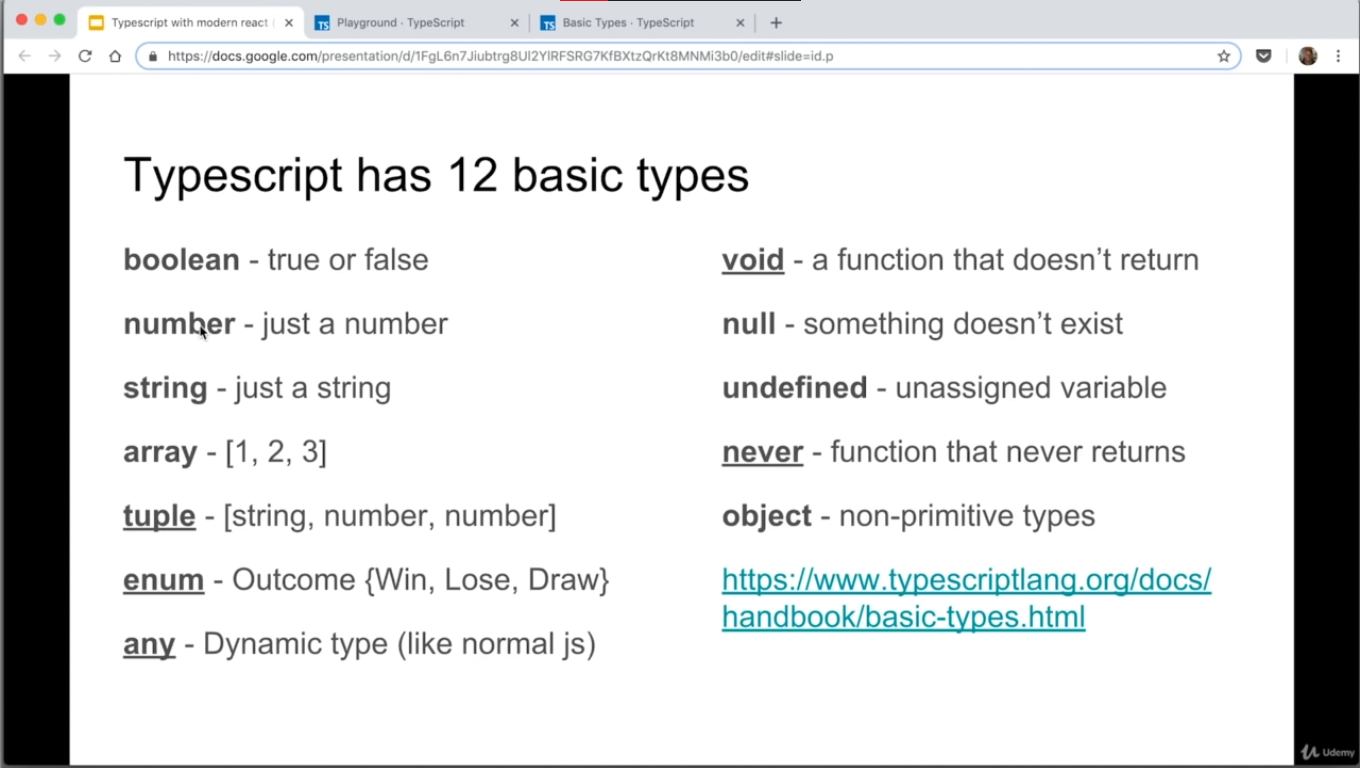 Typescript with modern react (
Playground · TypeScript
Basic Types · TypeScript
https://docs.google.com/presentation/d/1FgL6n7Jiubtrg8Ul2YlRFSRG7KfBXtzQrKt8MNMi3b0/edit#slide=id.p
Typescript has 12 basic types
boolean - true or false
number - just a number
string - just a string
array - [1, 2, 3]
tuple - [string, number, number]
enum - Outcome {Win, Lose, Draw}
any - Dynamic type (like normal js)
void - a function that doesn’t return
null - something doesn’t exist
undefined - unassigned variable
never - function that never returns
object - non-primitive types
https://www.typescriptlang.org/docs/
handbook/basic-types.html
Udemy